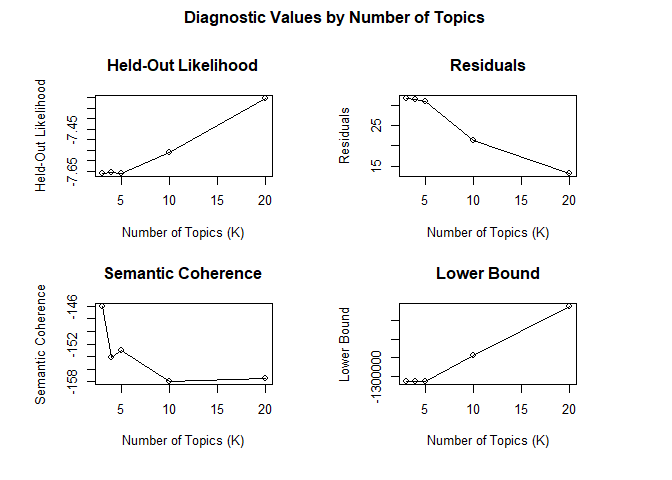 Diagnostic Values by Number of Topics
Held-Out Likelihood
Held-Out Likelihood
-7.45
-7.65
5 10 15 20
Number of Topics (K)
Residuals
Residuals
25
15
5 10 15 20
Number of Topics (K)
Semantic Coherence
Semantic Coherence
-146
-152
-158
5 10 15 20
Number of Topics (K)
Lower Bound
Lower Bound
-1300000
5 10 15 20
Number of Topics (K)